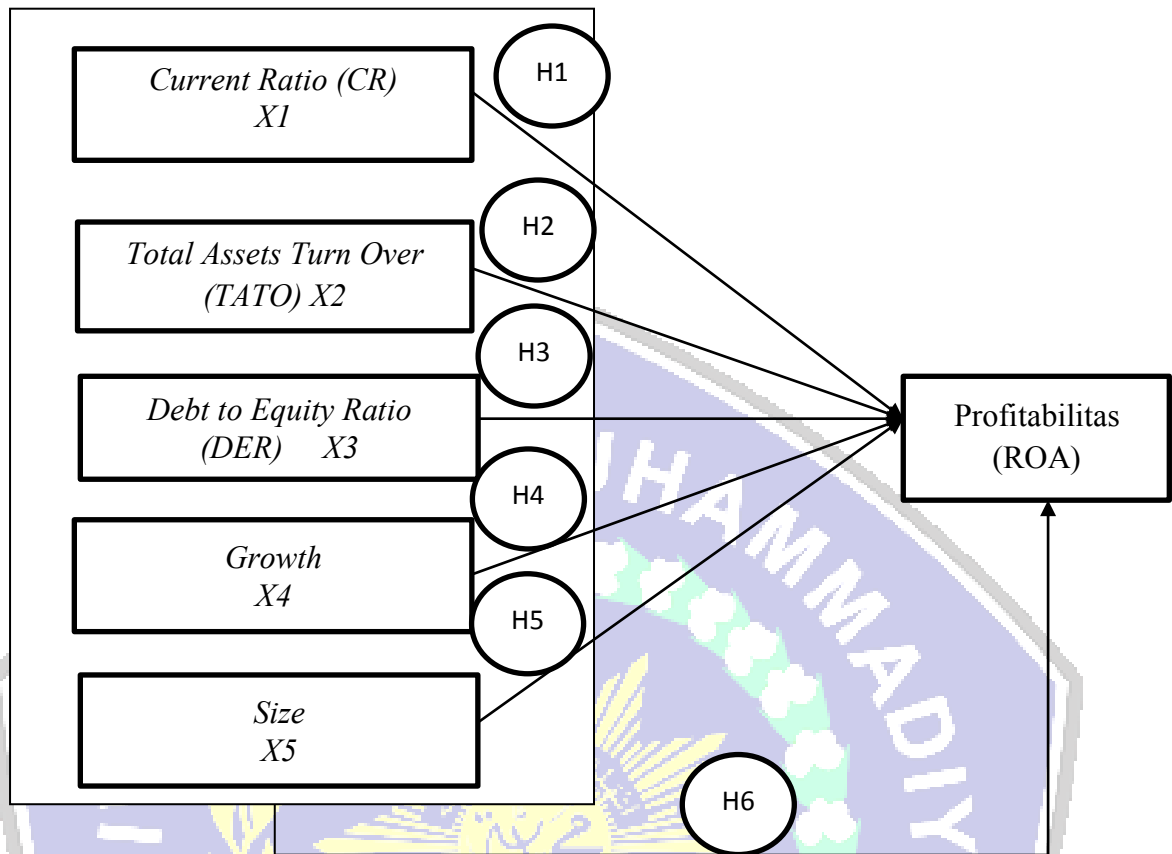 Current Ratio (CR)
X1
H1
Total Assets Turn Over
(TATO) X2
H2
Debt to Equity Ratio
(DER) X3
H3
Growth
X4
H4
Size
X5
H5
Profitabilitas
(ROA)
H6
UHAMMADIY